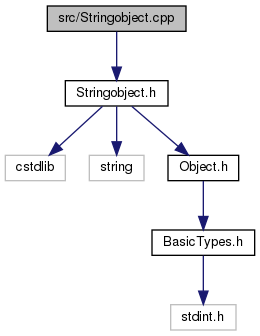 src/Stringobject.cpp
Stringobject.h
cstdlib
string
Object.h
BasicTypes.h
stdint.h